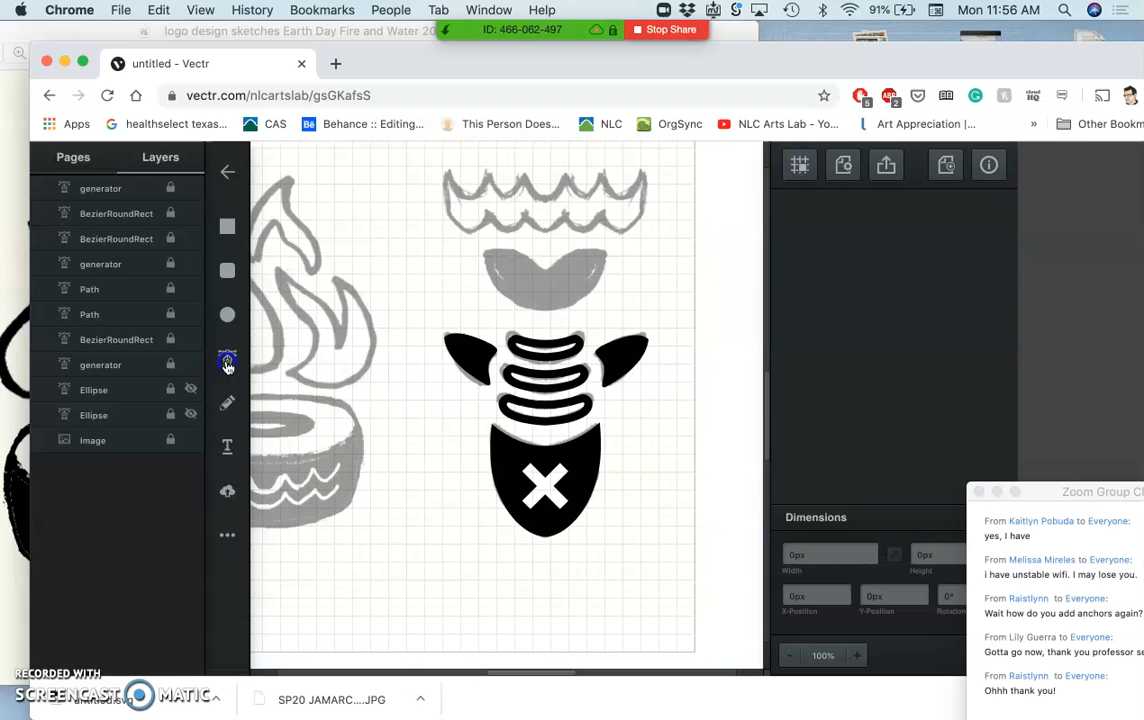 Chrome File Edit View History Bookmarks People Tab Window Help 91% Mon 11:56 AM
logo design sketches Earth Day Fire and Water 20
ID: 466-062-497 Stop Share
untitled - Vectr
vectr.com/nlcartslab/gsGKafsS
5 2 cloud HQ
Apps healthselect texas... CAS Behance :: Editing... This Person Does... NLC OrgSync NLC Arts Lab - Yo... Art Appreciation |... » Other Bookm
Pages Layers
generator
BezierRoundRect
BezierRoundRect
generator
Path
Path
BezierRoundRect
generator
Ellipse
Ellipse
Image
T
Dimensions
0px 0px
Width Height
0px 0px 0°
X-Position Y-Position Rotation
- 100% +
Zoom Group C
From Kaitlyn Pobuda to Everyone:
yes, I have
From Melissa Mireles to Everyone:
i have unstable wifi. I may lose you.
From Raistlynn to Everyone:
Wait how do you add anchors again?
From Lily Guerra to Everyone:
Gotta go now, thank you professor se
From Raistlynn to Everyone:
Ohhh thank you!
RECORDED WITH
SCREENCAST MATIC
untitled.svg SP20 JAMARC....JPG